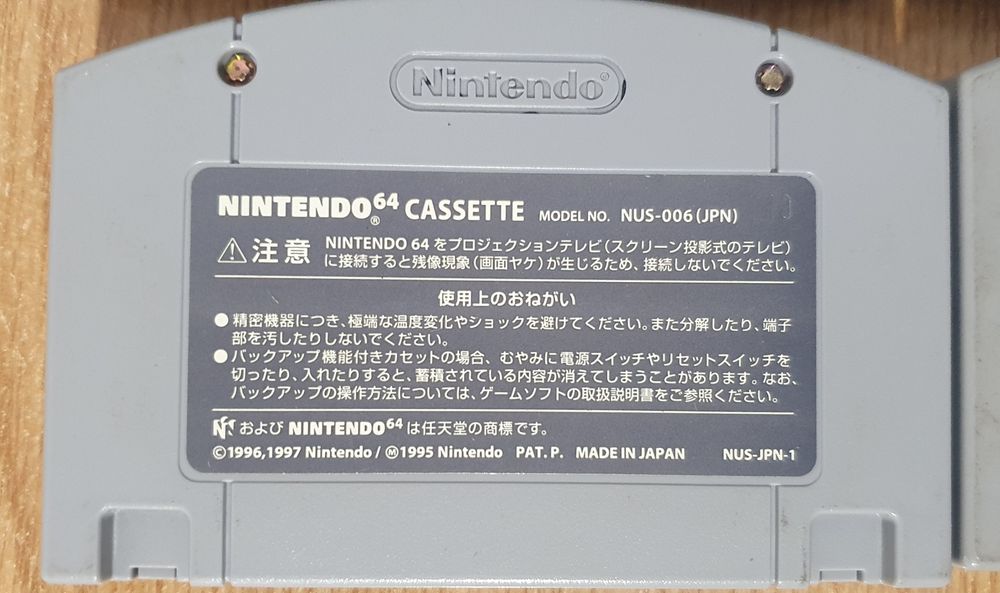 Nintendo®
NINTENDO®64 CASSETTE MODEL NO. NUS-006(JPN)
⚠注意 NINTENDO 64 をプロジェクションテレビ(スクリーン投影式のテレビ)
に接続すると残像現象(画面ヤケ)が生じるため、接続しないでください。
使用上のおねがい
●精密機器につき、極端な温度変化やショックを避けてください。また分解したり、端子
部を汚したりしないでください。
●バックアップ機能付きカセットの場合、むやみに電源スイッチやリセットスイッチを
切ったり、入れたりすると、蓄積されている内容が消えてしまうことがあります。なお、
バックアップの操作方法については、ゲームソフトの取扱説明書をご参照ください。
および NINTENDO64 は任天堂の商標です。
©1996,1997 Nintendo / Ⓜ1995 Nintendo PAT. P. MADE IN JAPAN NUS-JPN-1